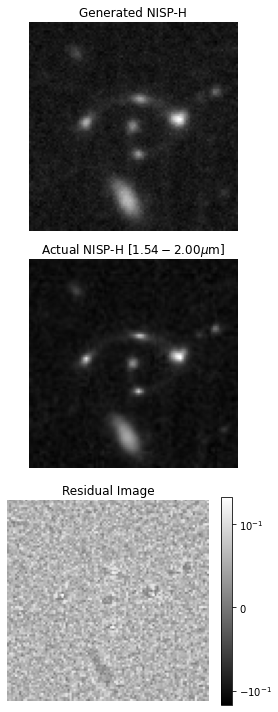 Generated NISP-H
Actual NISP-H [1.54 − 2.00μm]
Residual Image
10⁻¹
0
−10⁻¹